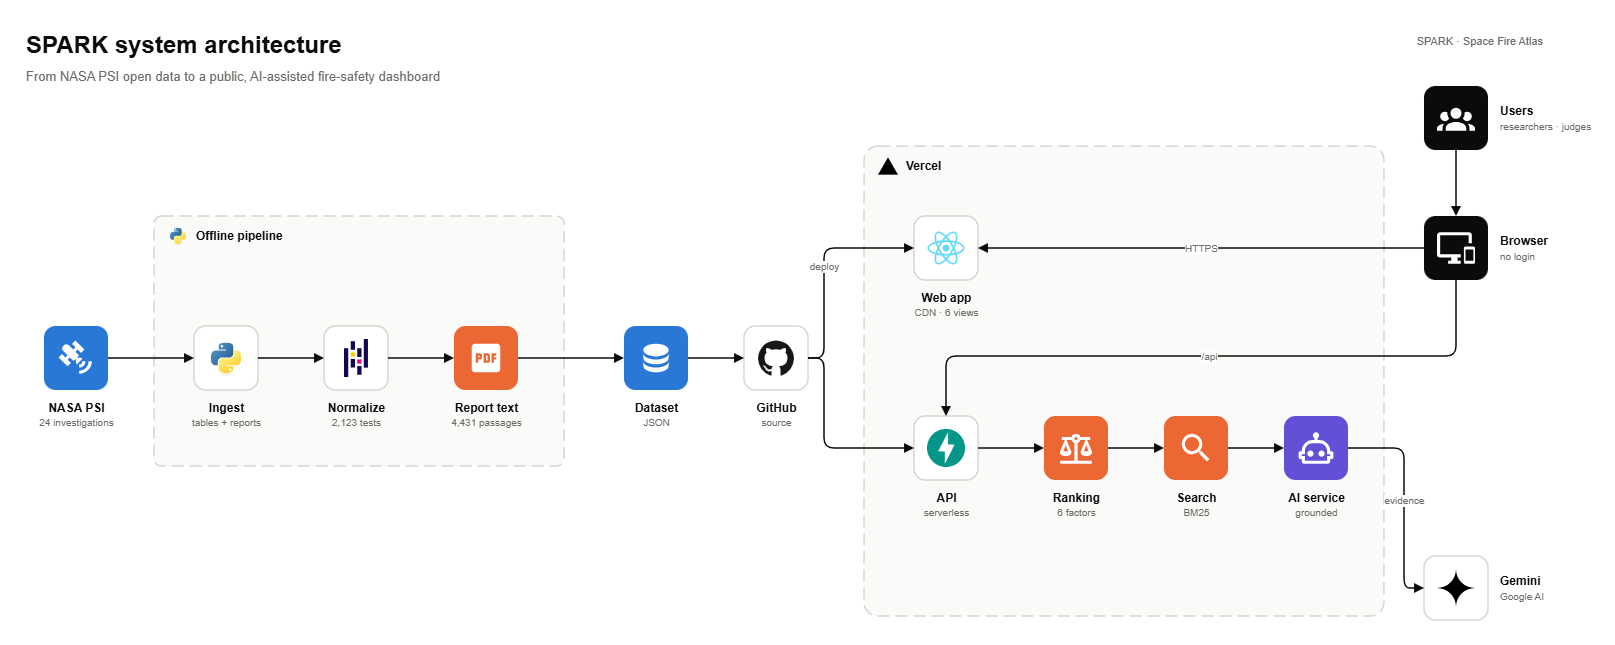 SPARK system architecture
SPARK · Space Fire Atlas
From NASA PSI open data to a public, AI-assisted fire-safety dashboard
Users
researchers · judges
Vercel
Offline pipeline
HTTPS
Browser
no login
deploy
Web app
CDN · 6 views
/api
PDF
NASA PSI
24 investigations
Ingest
tables + reports
Normalize
2,123 tests
Report text
4,431 passages
Dataset
JSON
GitHub
source
API
serverless
Ranking
6 factors
Search
BM25
AI service
grounded
evidence
Gemini
Google AI